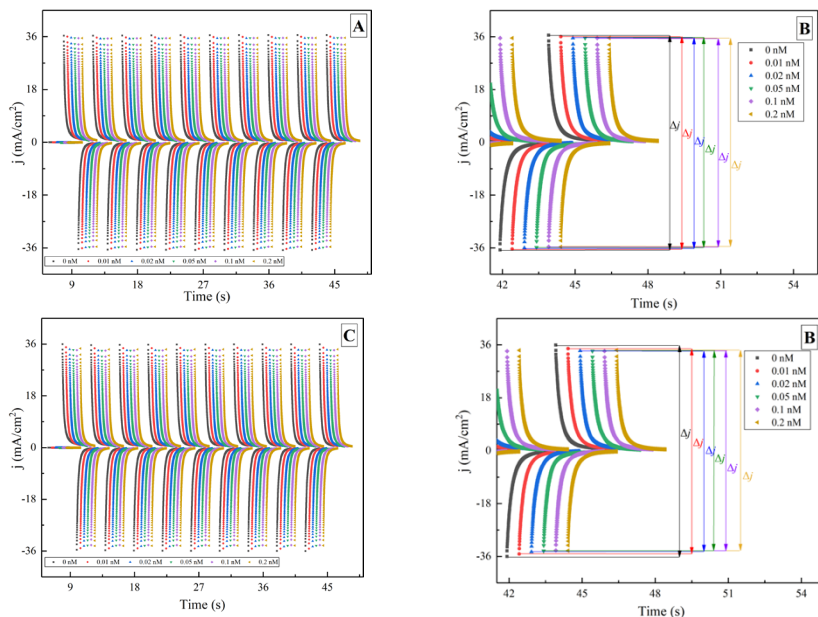 A
36
18
0
-18
-36
j (mA/cm²)
0 nM 0.01 nM 0.02 nM 0.05 nM 0.1 nM 0.2 nM
9 18 27 36 45
Time (s)
B
36
18
0
-18
-36
j (mA/cm²)
0 nM
0.01 nM
0.02 nM
0.05 nM
0.1 nM
0.2 nM
Δj
Δj
Δj
Δj
Δj
Δj
42 45 48 51 54
Time (s)
C
36
18
0
-18
-36
j (mA/cm²)
0 nM 0.01 nM 0.02 nM 0.05 nM 0.1 nM 0.2 nM
9 18 27 36 45
Time (s)
B
36
18
0
-18
-36
j (mA/cm²)
0 nM
0.01 nM
0.02 nM
0.05 nM
0.1 nM
0.2 nM
Δj
Δj
Δj
Δj
Δj
Δj
42 45 48 51 54
Time (s)